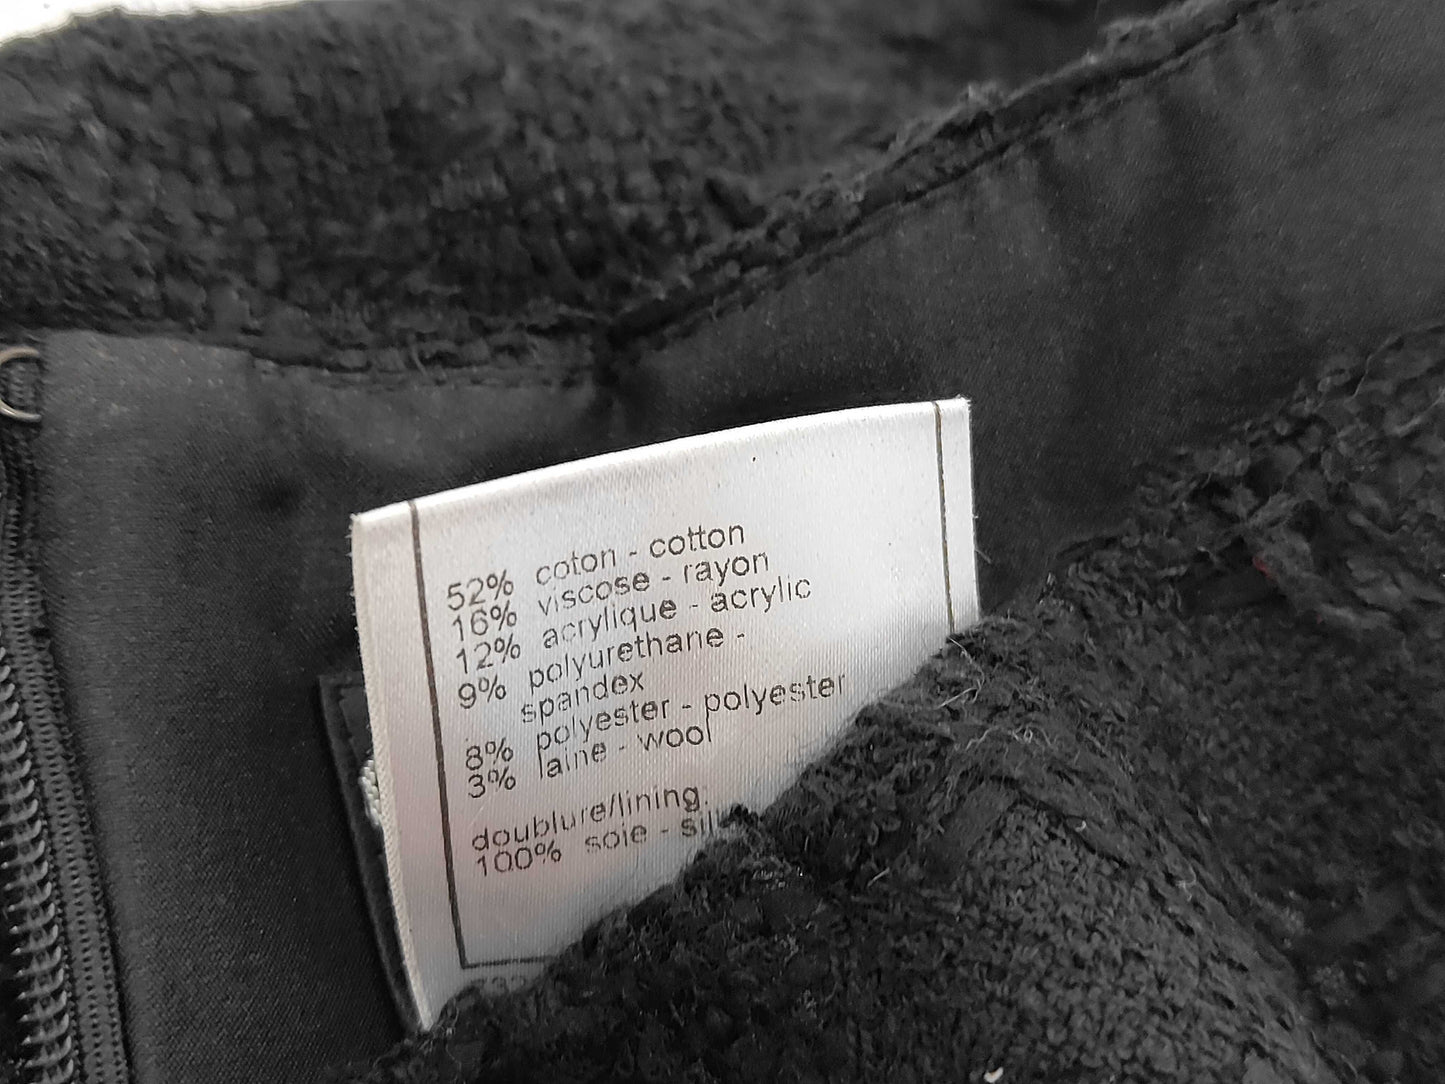 52% coton - cotton
16% viscose - rayon
12% acrylique - acrylic
9% polyurethane -
spandex
8% polyester - polyester
3% laine - wool
doublure/lining:
100% soie -